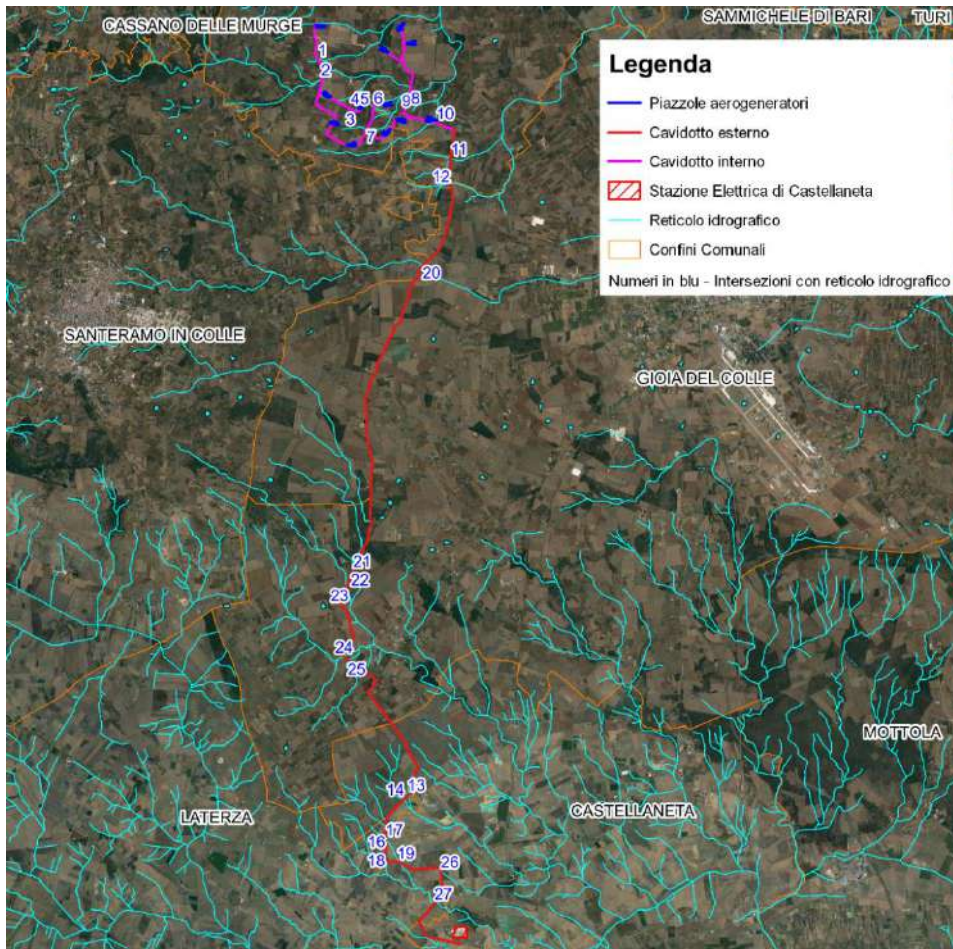 CASSANO DELLE MURGE
SAMMICHELE DI BARI
TURI
Legenda
Piazzole aerogeneratori
Cavidotto esterno
Cavidotto interno
Stazione Elettrica di Castellaneta
Reticolo idrografico
Confini Comunali
Numeri in blu - Intersezioni con reticolo idrografico
1
2
45
6
98
10
3
7
11
12
20
SANTERAMO IN COLLE
GIOIA DEL COLLE
21
22
23
24
25
MOTTOLA
14
13
LATERZA
CASTELLANETA
17
16
18
19
26
27